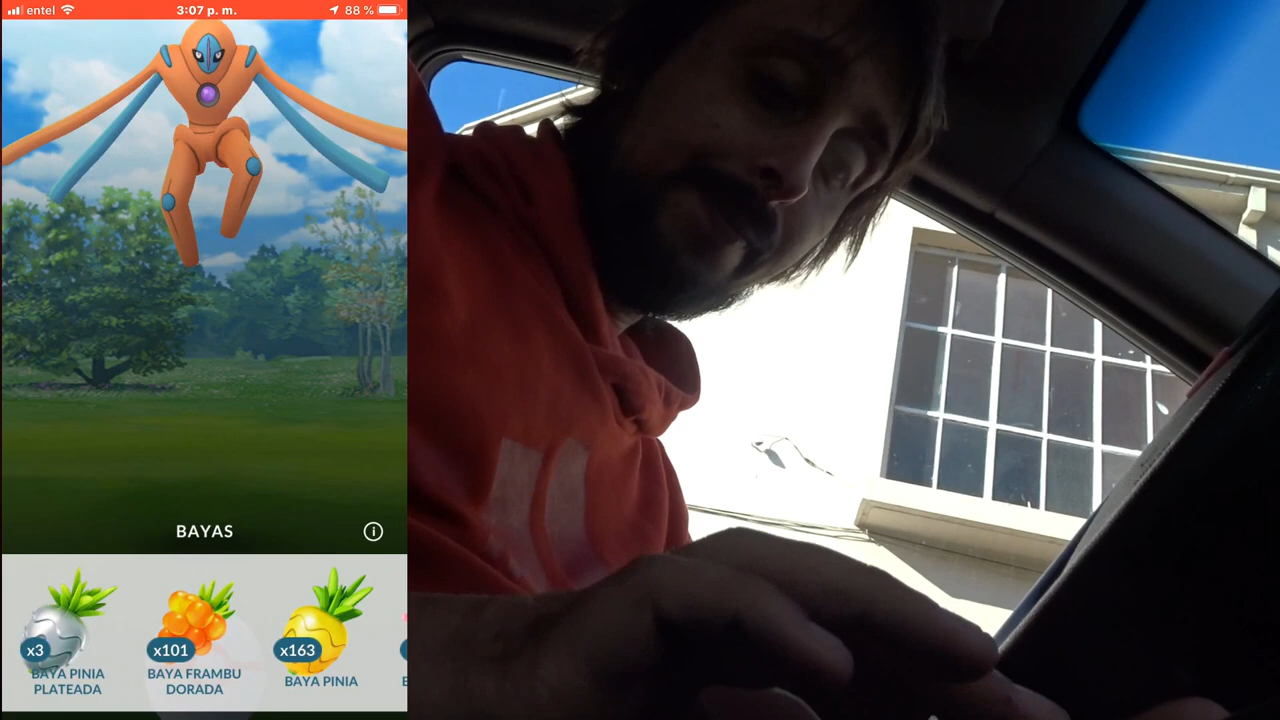 entel 3:07 p. m. 88 %
BAYAS
x3 x101 x163
BAYA PINIA
PLATEADA
BAYA FRAMBU
DORADA
BAYA PINIA